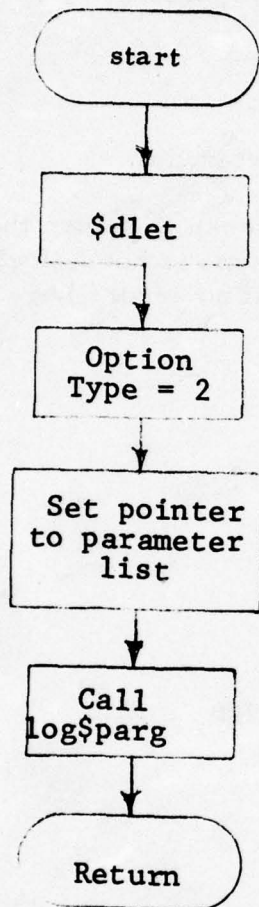 start
$dlet
Option
Type = 2
Set pointer
to parameter
list
Call
log$parg
Return